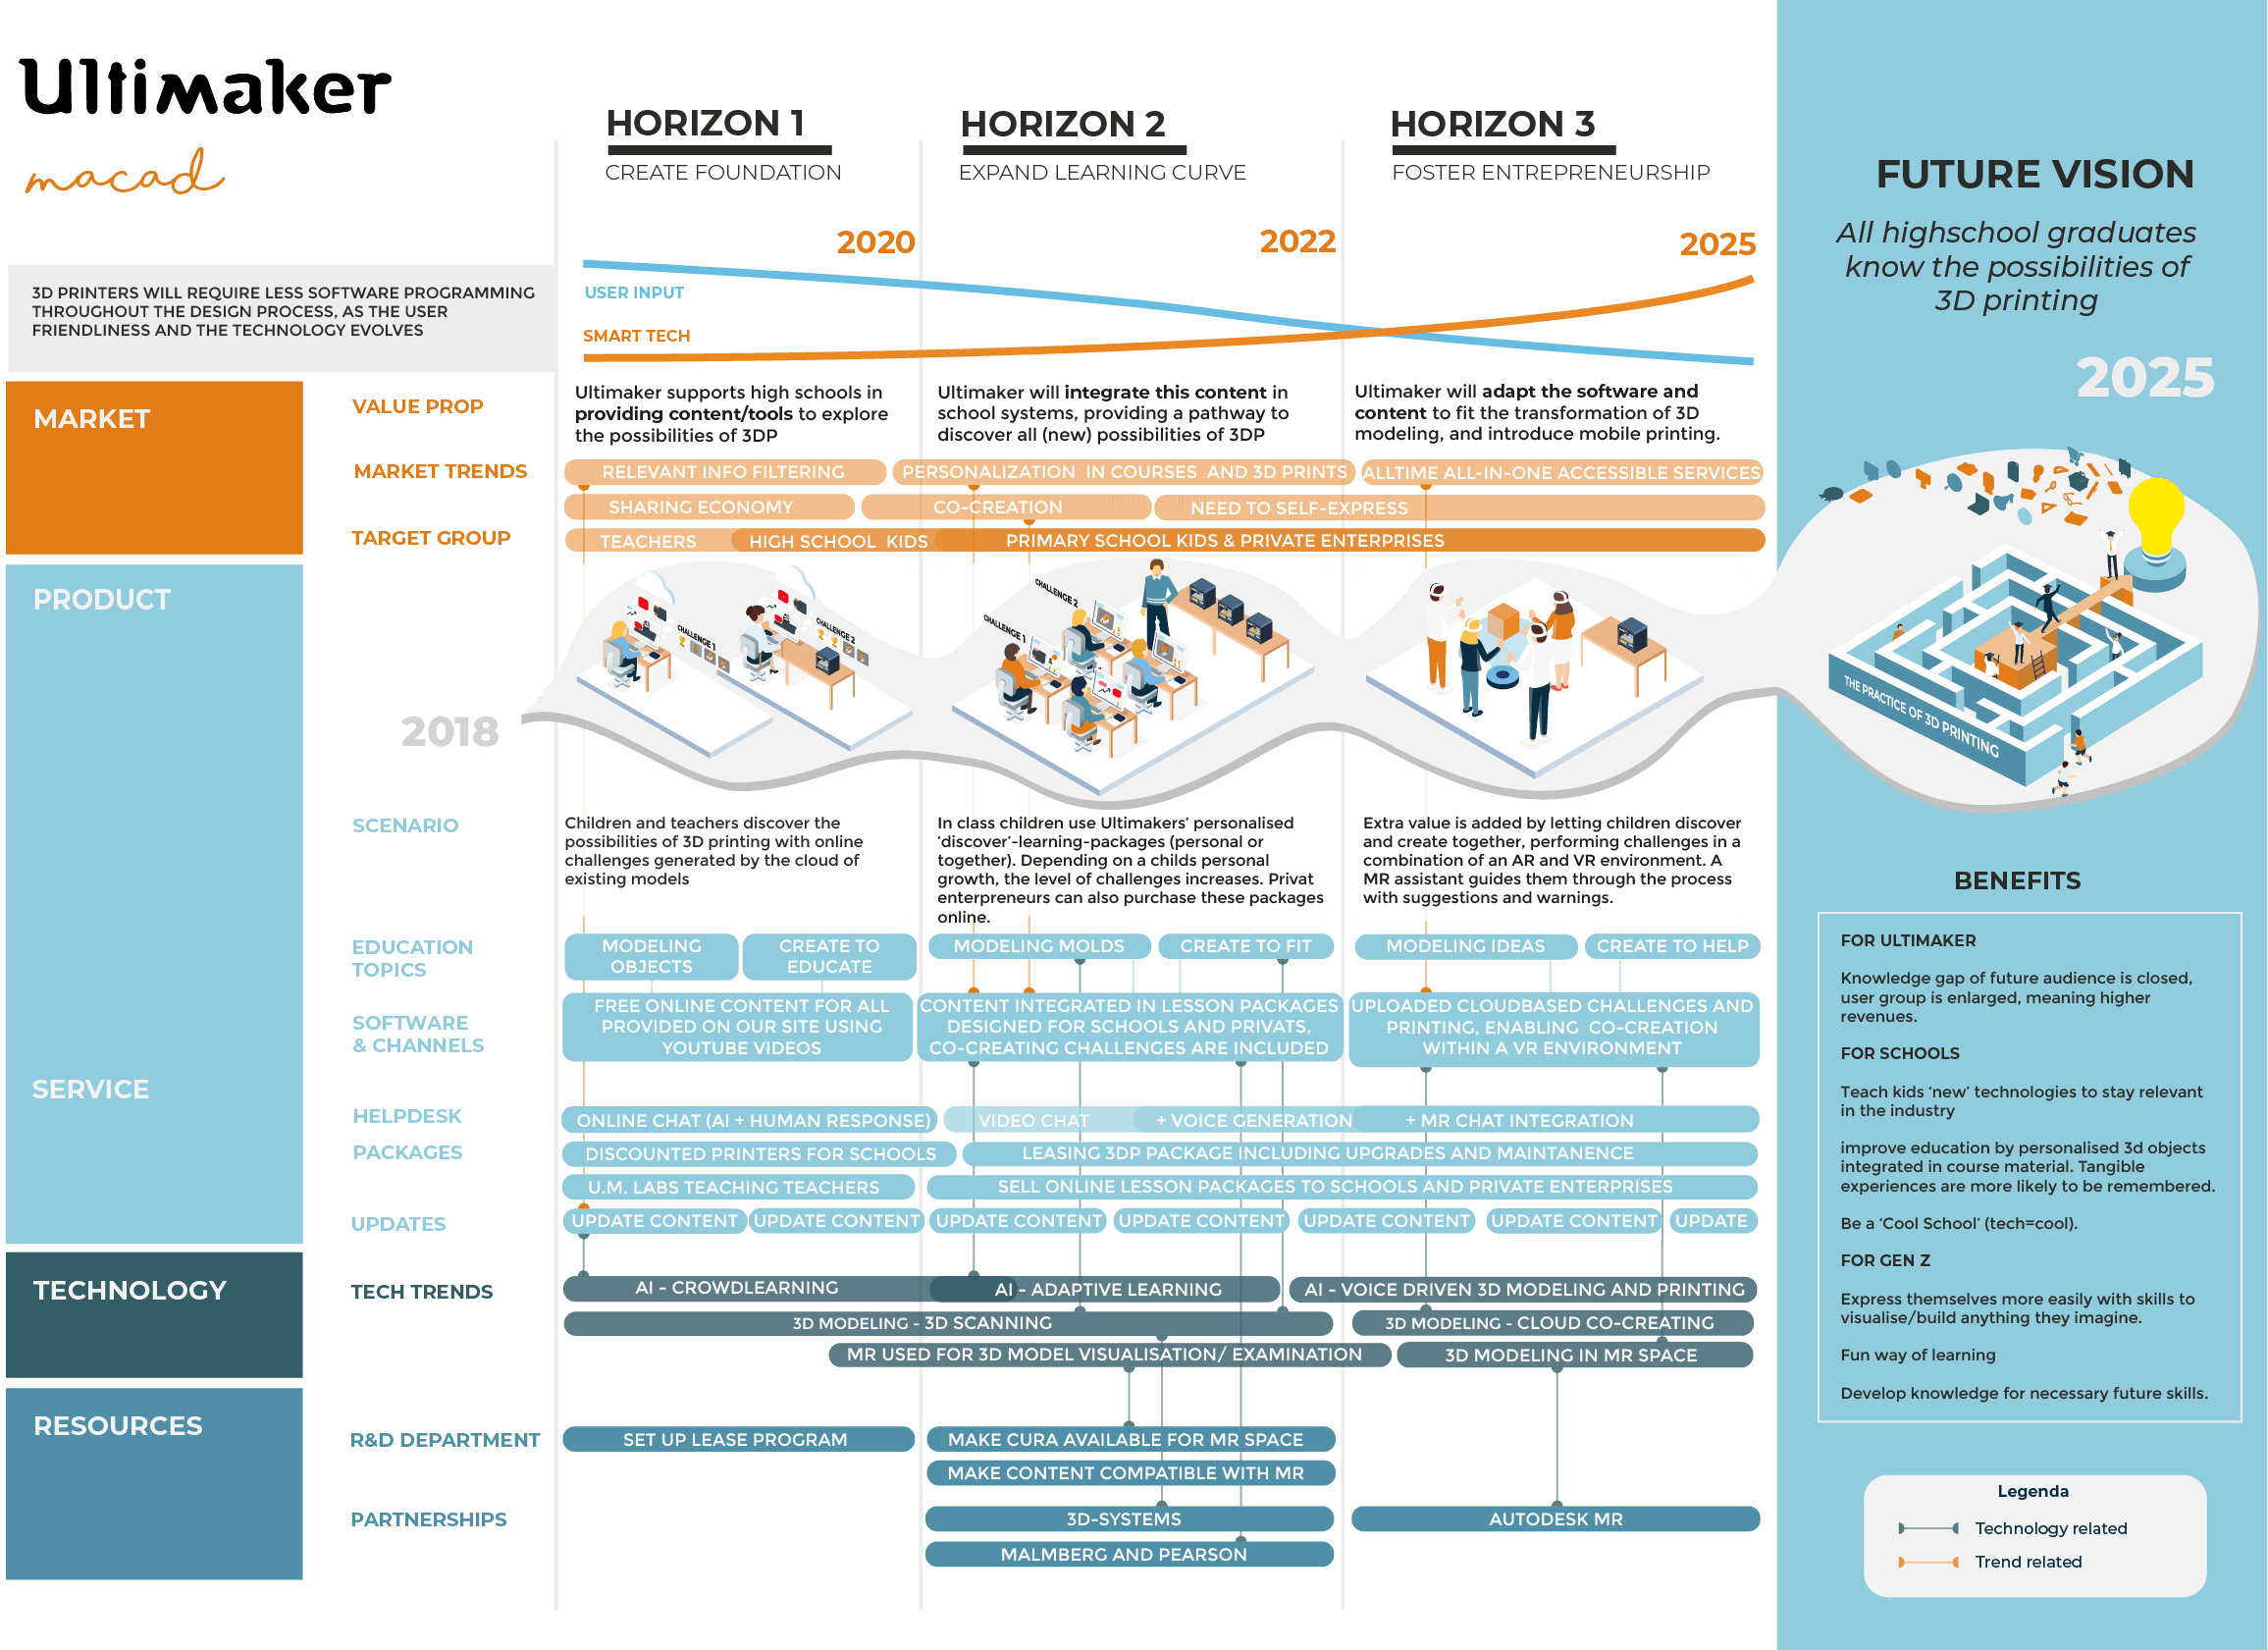 Ultimaker
macad
HORIZON 1
CREATE FOUNDATION
2020
HORIZON 2
EXPAND LEARNING CURVE
2022
HORIZON 3
FOSTER ENTREPRENEURSHIP
2025
3D PRINTERS WILL REQUIRE LESS SOFTWARE PROGRAMMING
THROUGHOUT THE DESIGN PROCESS, AS THE USER
FRIENDLINESS AND THE TECHNOLOGY EVOLVES
USER INPUT
SMART TECH
MARKET
VALUE PROP
Ultimaker supports high schools in
providing content/tools to explore
the possibilities of 3DP
Ultimaker will integrate this content in
school systems, providing a pathway to
discover all (new) possibilities of 3DP
Ultimaker will adapt the software and
content to fit the transformation of 3D
modeling, and introduce mobile printing.
MARKET TRENDS
RELEVANT INFO FILTERING
PERSONALIZATION IN COURSES AND 3D PRINTS
ALLTIME ALL-IN-ONE ACCESSIBLE SERVICES
SHARING ECONOMY
CO-CREATION
NEED TO SELF-EXPRESS
TARGET GROUP
TEACHERS
HIGH SCHOOL KIDS
PRIMARY SCHOOL KIDS & PRIVATE ENTERPRISES
PRODUCT
2018
CHALLENGE 1
CHALLENGE 2
CHALLENGE 1
CHALLENGE 2
SCENARIO
Children and teachers discover the
possibilities of 3D printing with online
challenges generated by the cloud of
existing models
In class children use Ultimakers' personalised
'discover'-learning-packages (personal or
together). Depending on a childs personal
growth, the level of challenges increases. Privat
enterpreneurs can also purchase these packages
online.
Extra value is added by letting children discover
and create together, performing challenges in a
combination of an AR and VR environment. A
MR assistant guides them through the process
with suggestions and warnings.
EDUCATION
TOPICS
MODELING
OBJECTS
CREATE TO
EDUCATE
MODELING MOLDS
CREATE TO FIT
MODELING IDEAS
CREATE TO HELP
SOFTWARE
& CHANNELS
FREE ONLINE CONTENT FOR ALL
PROVIDED ON OUR SITE USING
YOUTUBE VIDEOS
CONTENT INTEGRATED IN LESSON PACKAGES
DESIGNED FOR SCHOOLS AND PRIVATS,
CO-CREATING CHALLENGES ARE INCLUDED
UPLOADED CLOUDBASED CHALLENGES AND
PRINTING, ENABLING CO-CREATION
WITHIN A VR ENVIRONMENT
SERVICE
HELPDESK
ONLINE CHAT (AI + HUMAN RESPONSE)
VIDEO CHAT
+ VOICE GENERATION
+ MR CHAT INTEGRATION
PACKAGES
DISCOUNTED PRINTERS FOR SCHOOLS
LEASING 3DP PACKAGE INCLUDING UPGRADES AND MAINTANENCE
U.M. LABS TEACHING TEACHERS
SELL ONLINE LESSON PACKAGES TO SCHOOLS AND PRIVATE ENTERPRISES
UPDATES
UPDATE CONTENT
UPDATE CONTENT
UPDATE CONTENT
UPDATE CONTENT
UPDATE CONTENT
UPDATE CONTENT
UPDATE
TECHNOLOGY
TECH TRENDS
AI - CROWDLEARNING
AI - ADAPTIVE LEARNING
AI - VOICE DRIVEN 3D MODELING AND PRINTING
3D MODELING - 3D SCANNING
3D MODELING - CLOUD CO-CREATING
MR USED FOR 3D MODEL VISUALISATION/ EXAMINATION
3D MODELING IN MR SPACE
RESOURCES
R&D DEPARTMENT
SET UP LEASE PROGRAM
MAKE CURA AVAILABLE FOR MR SPACE
MAKE CONTENT COMPATIBLE WITH MR
PARTNERSHIPS
3D-SYSTEMS
AUTODESK MR
MALMBERG AND PEARSON
FUTURE VISION
All highschool graduates
know the possibilities of
3D printing
2025
THE PRACTICE OF 3D PRINTING
BENEFITS
FOR ULTIMAKER
Knowledge gap of future audience is closed,
user group is enlarged, meaning higher
revenues.
FOR SCHOOLS
Teach kids 'new' technologies to stay relevant
in the industry
improve education by personalised 3d objects
integrated in course material. Tangible
experiences are more likely to be remembered.
Be a 'Cool School' (tech=cool).
FOR GEN Z
Express themselves more easily with skills to
visualise/build anything they imagine.
Fun way of learning
Develop knowledge for necessary future skills.
Legenda
Technology related
Trend related